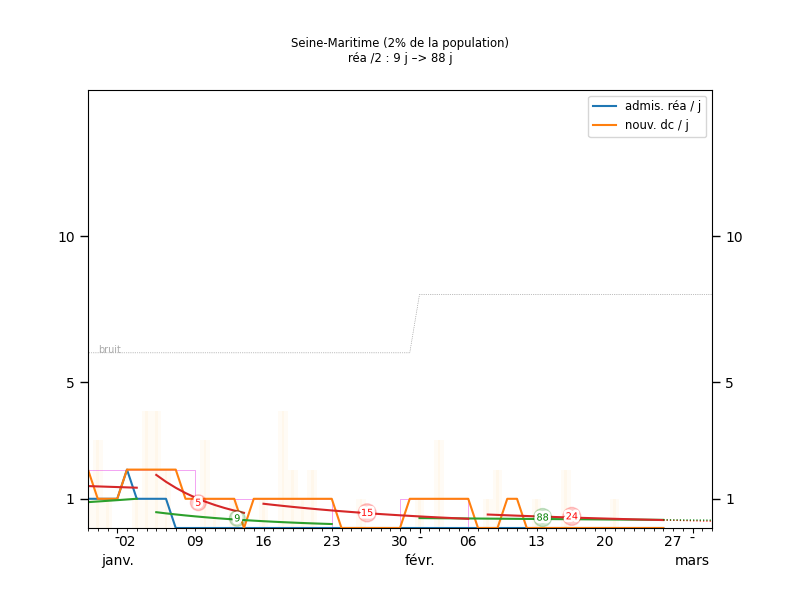 Seine-Maritime (2% de la population)
réa /2 : 9 j –> 88 j
admis. réa / j
nouv. dc / j
10
10
bruit
5
5
5
15
9
88
24
1
1
02
09
16
23
30
06
13
20
27
janv.
févr.
mars